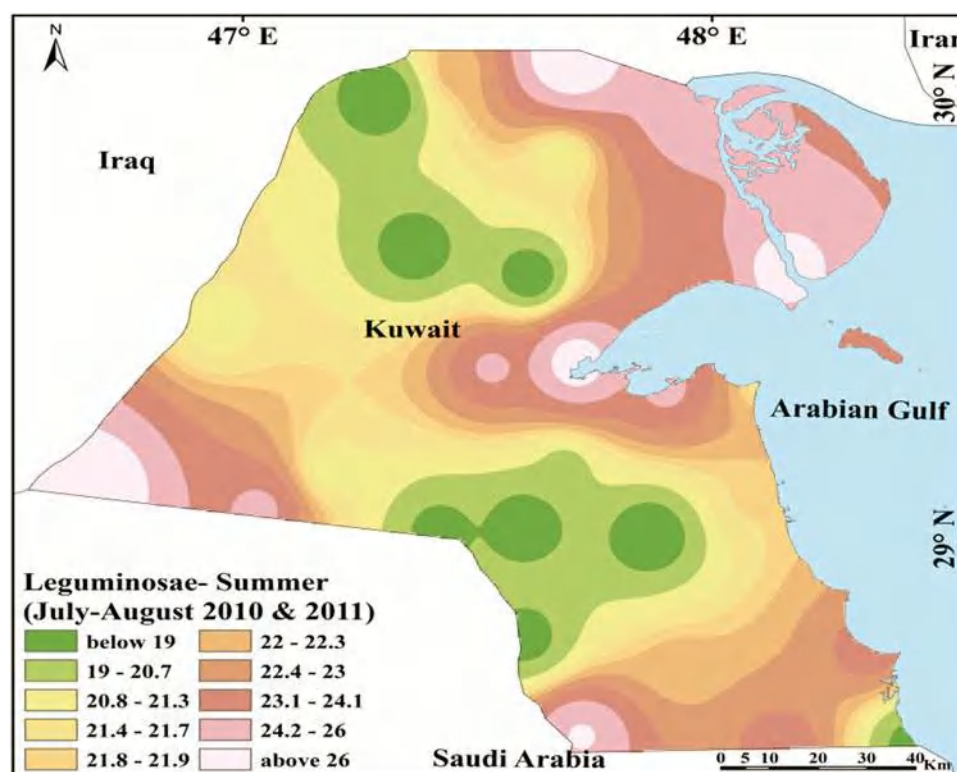 N
47° E
48° E
Iran
30° N
Iraq
Kuwait
Arabian Gulf
29° N
Leguminosae- Summer
(July-August 2010 & 2011)
below 19
22 - 22.3
19 - 20.7
22.4 - 23
20.8 - 21.3
23.1 - 24.1
21.4 - 21.7
24.2 - 26
21.8 - 21.9
above 26
Saudi Arabia
0 5 10 20 30 40
Km